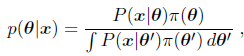 p(θ|x) = P(x|θ)π(θ) / ∫ P(x|θ′)π(θ′) dθ′ ,